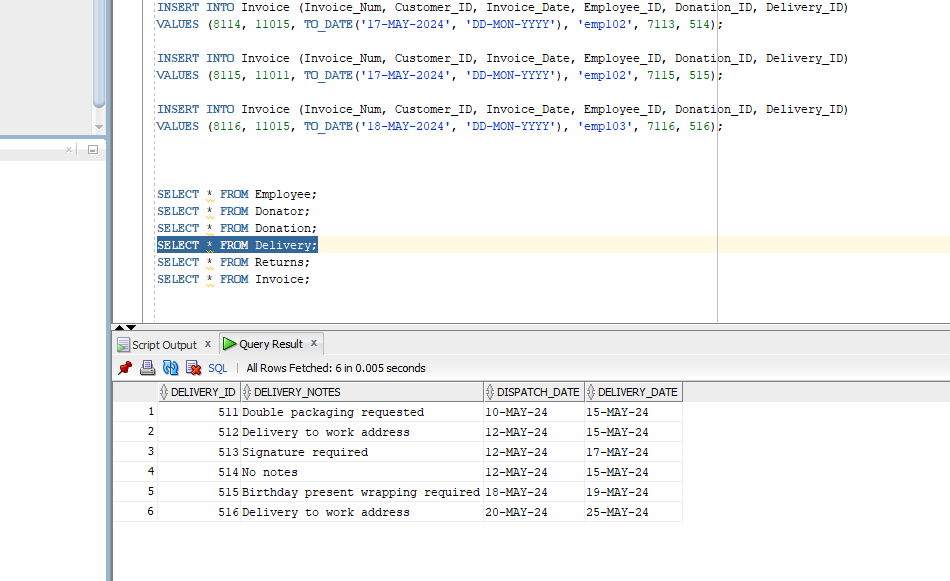 INSERT INTO Invoice (Invoice_Num, Customer_ID, Invoice_Date, Employee_ID, Donation_ID, Delivery_ID)
VALUES (8114, 11015, TO_DATE('17-MAY-2024', 'DD-MON-YYYY'), 'emp102', 7113, 514);
INSERT INTO Invoice (Invoice_Num, Customer_ID, Invoice_Date, Employee_ID, Donation_ID, Delivery_ID)
VALUES (8115, 11011, TO_DATE('17-MAY-2024', 'DD-MON-YYYY'), 'emp102', 7115, 515);
INSERT INTO Invoice (Invoice_Num, Customer_ID, Invoice_Date, Employee_ID, Donation_ID, Delivery_ID)
VALUES (8116, 11015, TO_DATE('18-MAY-2024', 'DD-MON-YYYY'), 'emp103', 7116, 516);
SELECT * FROM Employee;
SELECT * FROM Donator;
SELECT * FROM Donation;
SELECT * FROM Delivery;
SELECT * FROM Returns;
SELECT * FROM Invoice;
Script Output x Query Result x
SQL | All Rows Fetched: 6 in 0.005 seconds
DELIVERY_ID DELIVERY_NOTES DISPATCH_DATE DELIVERY_DATE
1 511 Double packaging requested 10-MAY-24 15-MAY-24
2 512 Delivery to work address 12-MAY-24 15-MAY-24
3 513 Signature required 12-MAY-24 17-MAY-24
4 514 No notes 12-MAY-24 15-MAY-24
5 515 Birthday present wrapping required 18-MAY-24 19-MAY-24
6 516 Delivery to work address 20-MAY-24 25-MAY-24